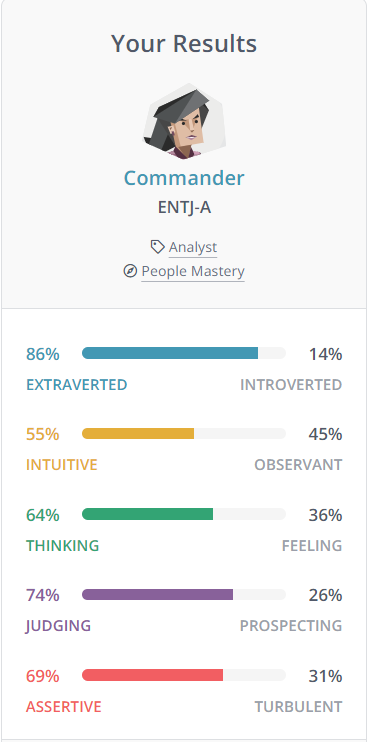 Your Results
Commander
ENTJ-A
Analyst
People Mastery
86% 14%
EXTRAVERTED INTROVERTED
55% 45%
INTUITIVE OBSERVANT
64% 36%
THINKING FEELING
74% 26%
JUDGING PROSPECTING
69% 31%
ASSERTIVE TURBULENT